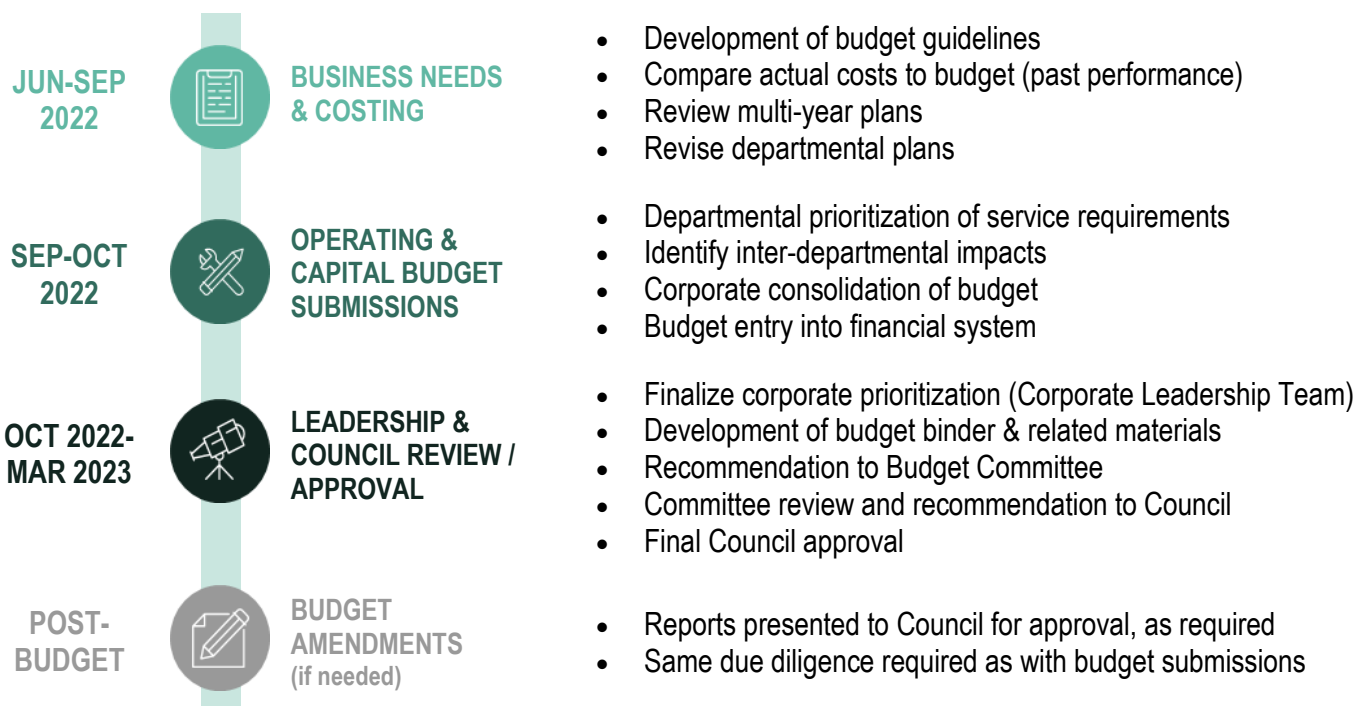 JUN-SEP
2022
BUSINESS NEEDS
& COSTING
• Development of budget guidelines
• Compare actual costs to budget (past performance)
• Review multi-year plans
• Revise departmental plans
SEP-OCT
2022
OPERATING &
CAPITAL BUDGET
SUBMISSIONS
• Departmental prioritization of service requirements
• Identify inter-departmental impacts
• Corporate consolidation of budget
• Budget entry into financial system
OCT 2022-
MAR 2023
LEADERSHIP &
COUNCIL REVIEW /
APPROVAL
• Finalize corporate prioritization (Corporate Leadership Team)
• Development of budget binder & related materials
• Recommendation to Budget Committee
• Committee review and recommendation to Council
• Final Council approval
POST-
BUDGET
BUDGET
AMENDMENTS
(if needed)
• Reports presented to Council for approval, as required
• Same due diligence required as with budget submissions